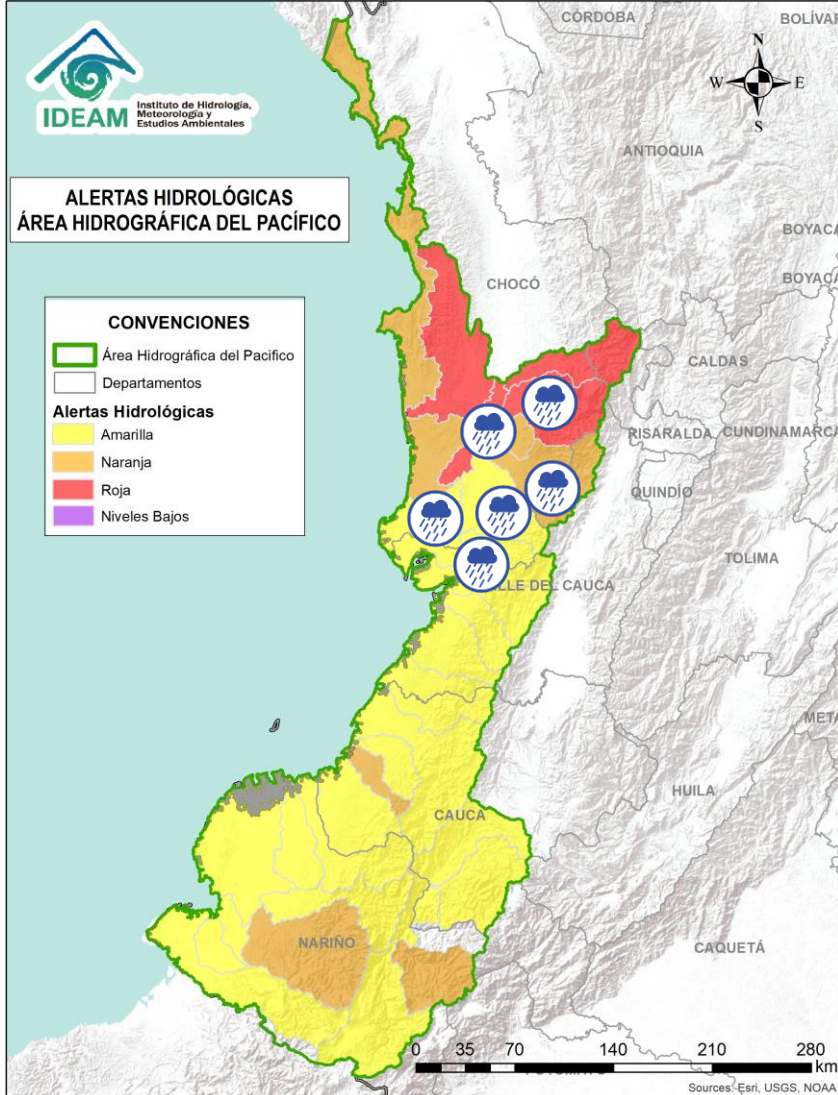 IDEAM
Instituto de Hidrología,
Meteorología y
Estudios Ambientales
ALERTAS HIDROLÓGICAS
ÁREA HIDROGRÁFICA DEL PACÍFICO
CONVENCIONES
Área Hidrográfica del Pacifico
Departamentos
Alertas Hidrológicas
Amarilla
Naranja
Roja
Niveles Bajos
N
W E
S
CÓRDOBA
BOLÍVAR
ANTIOQUIA
BOYACÁ
BOYACÁ
CHOCÓ
CALDAS
RISARALDA
CUNDINAMARCA
QUINDÍO
TOLIMA
LLE DEL CAUCA
META
HUILA
CAUCA
NARIÑO
CAQUETÁ
0 35 70 140 210 280
km
Sources: Esri, USGS, NOAA